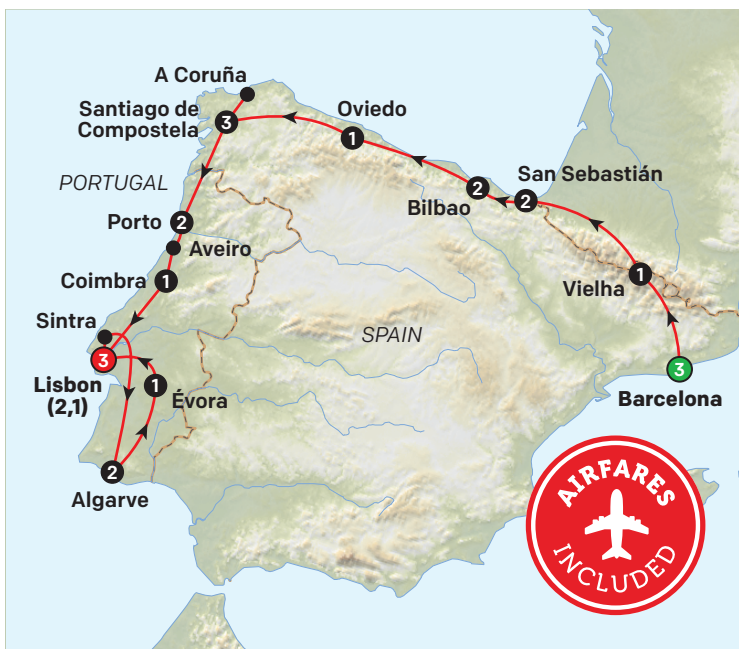 A Coruña
Santiago de
Compostela
3
Oviedo
1
San Sebastián
2
Bilbao
2
PORTUGAL
Porto
2
Aveiro
Coimbra
1
Vielha
1
Sintra
SPAIN
3
Lisbon
(2,1)
1
Évora
3
Barcelona
2
Algarve
AIRFARES
INCLUDED